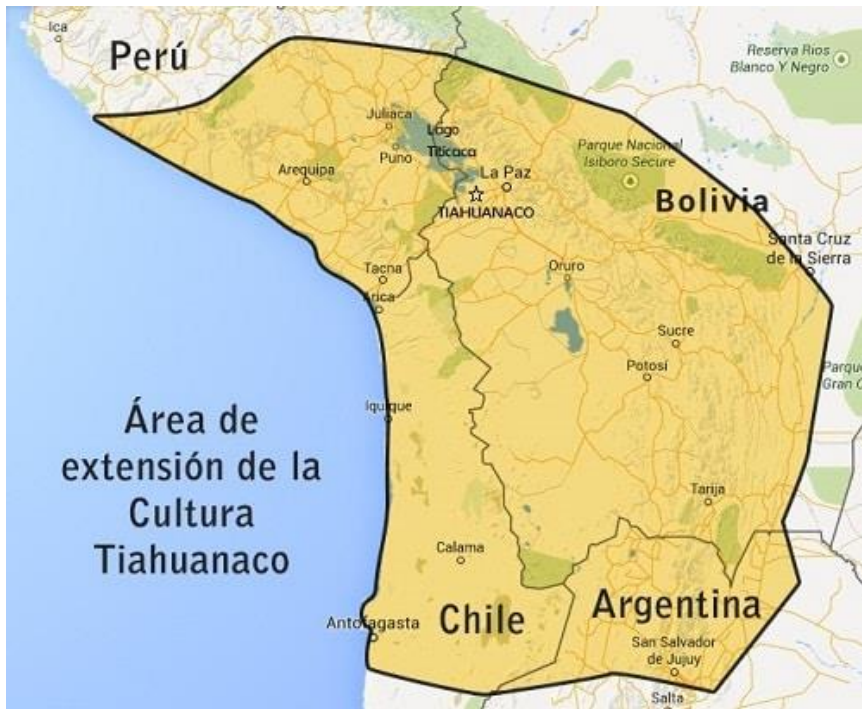 Ica
Perú
Reserva Rios
Blanco Y Negro
Juliaca
Lago
Titicaca
Puno
Parque Nacional
Isiboro Secure
Arequipa
La Paz
TIAHUANACO
Bolivia
Santa Cruz
de la Sierra
Tacna
Oruro
Arica
Sucre
Potosí
Parque
Gran C
Iquique
Área de
extensión de la
Cultura
Tiahuanaco
Tarija
Calama
Antofagasta
Chile
Argentina
San Salvador
de Jujuy
Salta